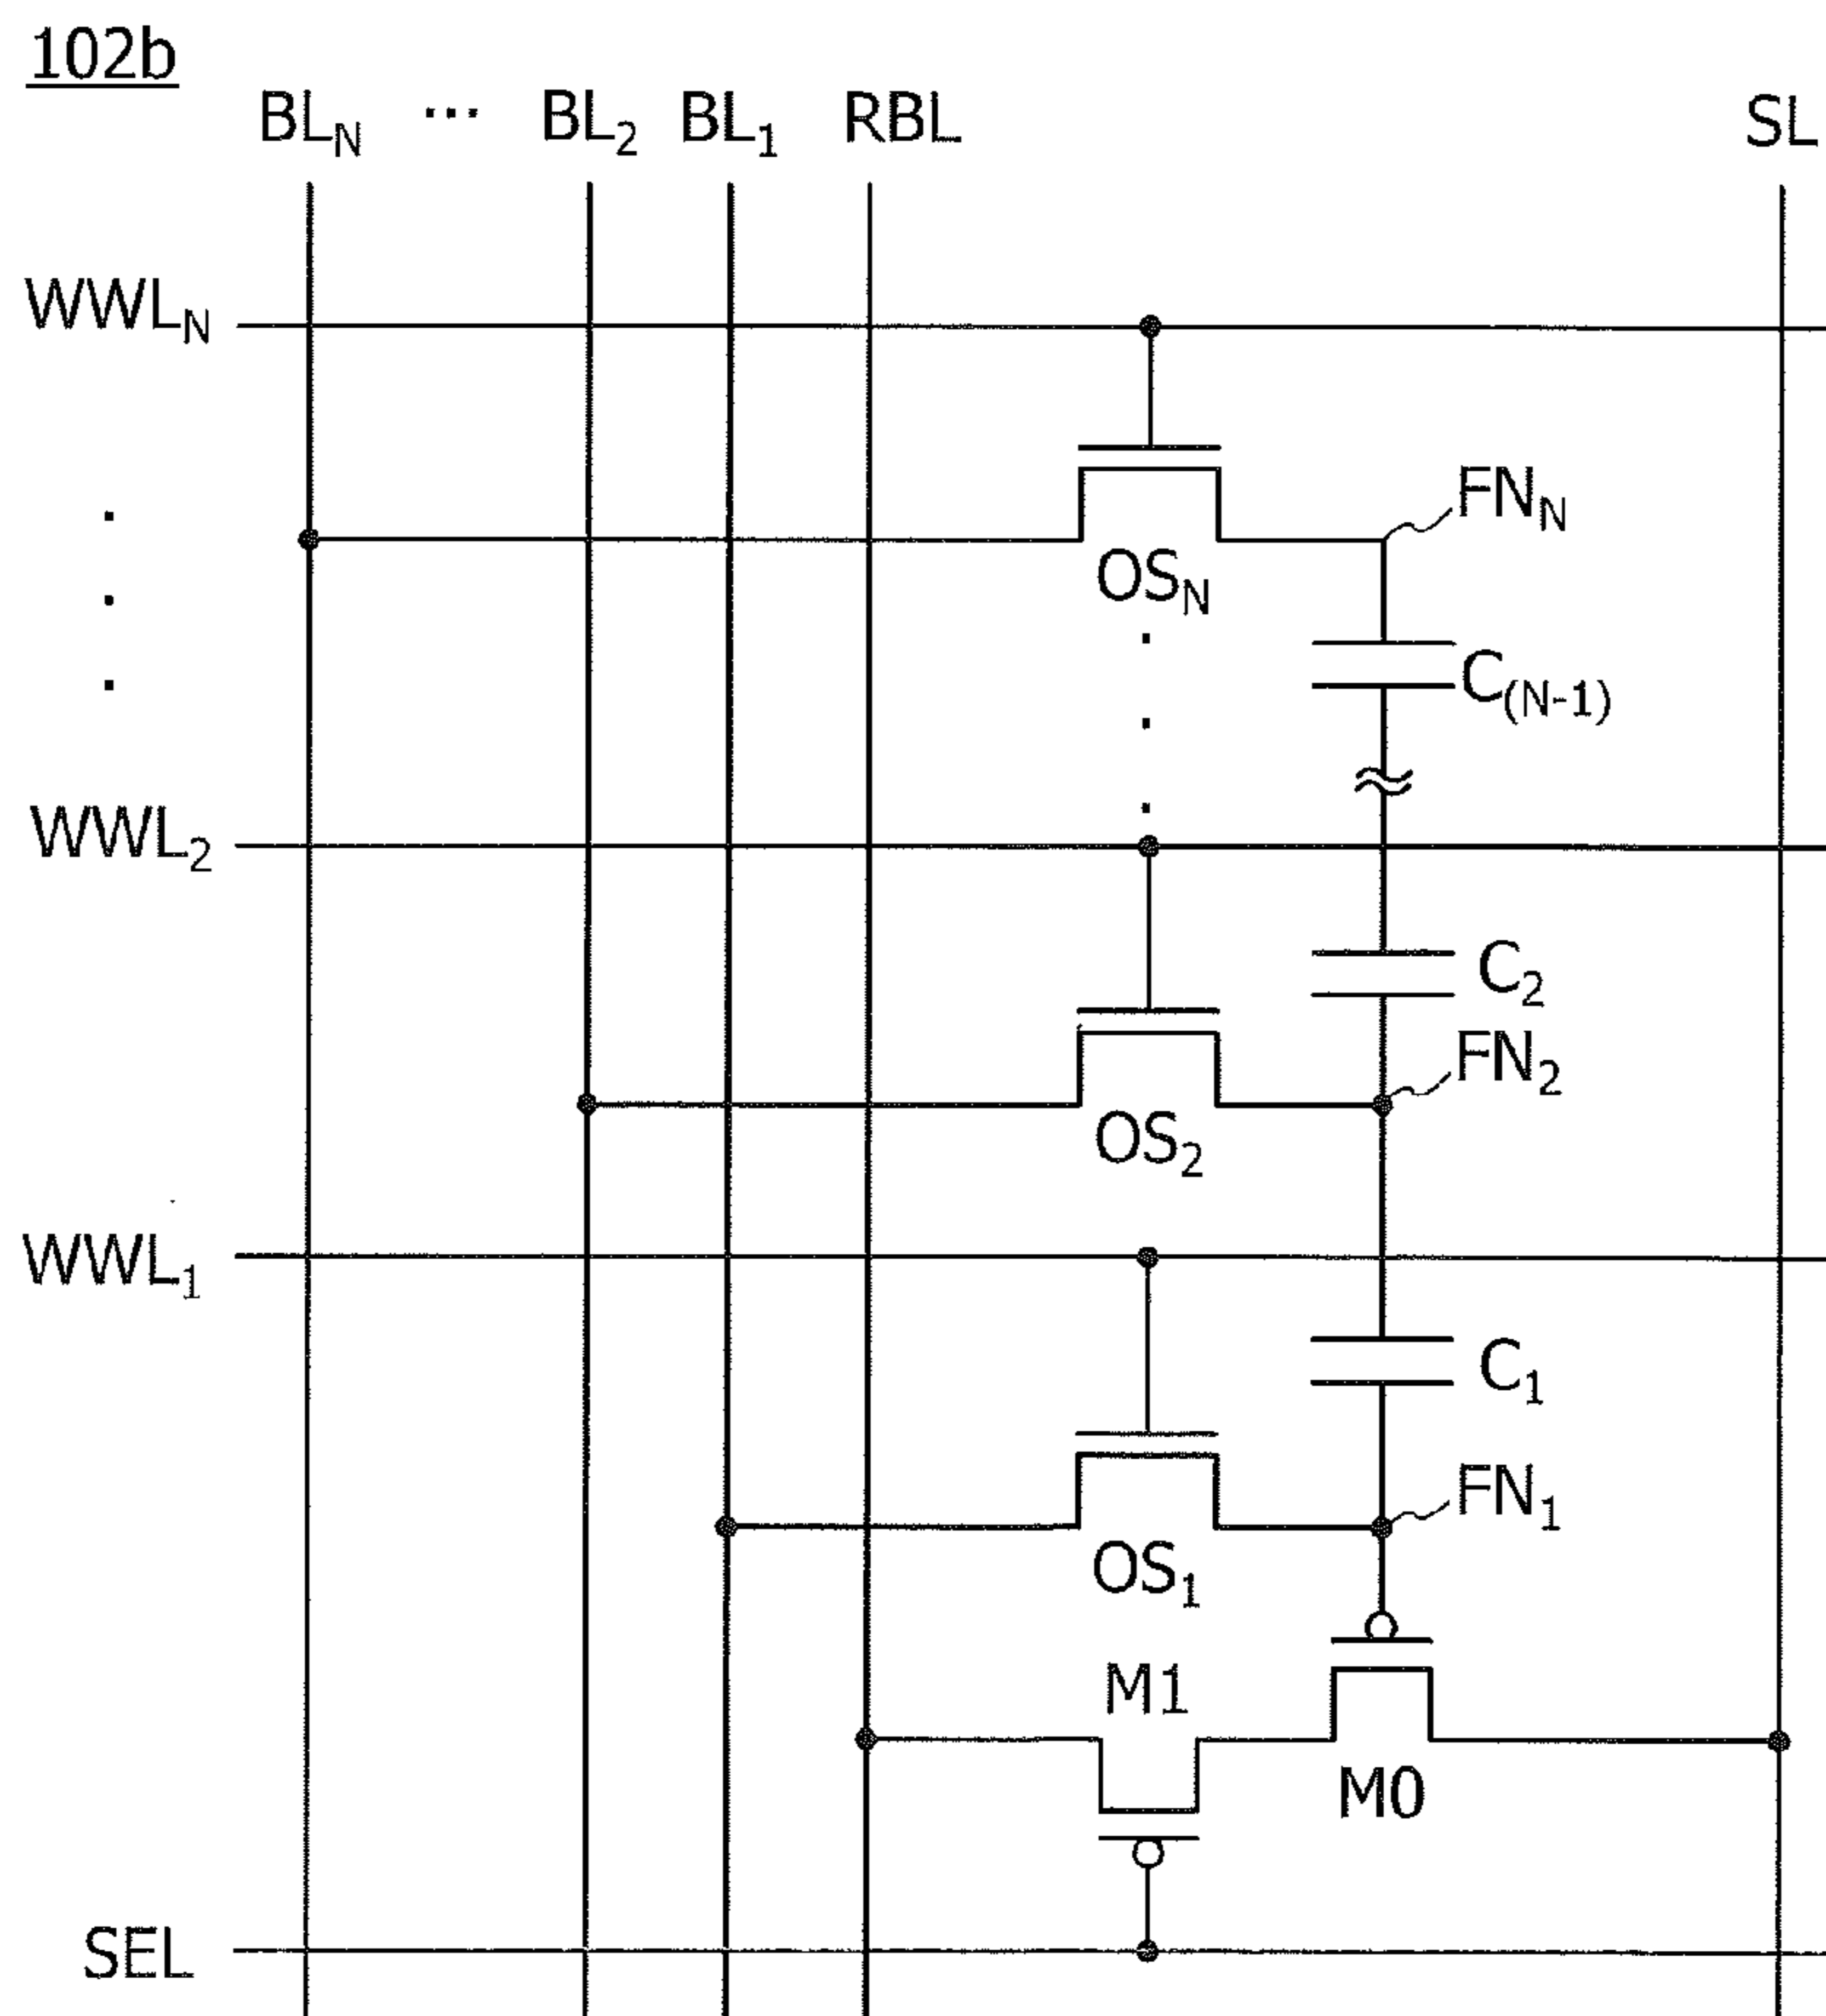 102b
BL_N ... BL_2 BL_1 RBL SL
WWL_N
FN_N
OS_N
C_(N-1)
WWL_2
C_2
FN_2
OS_2
WWL_1
C_1
FN_1
OS_1
M1
M0
SEL